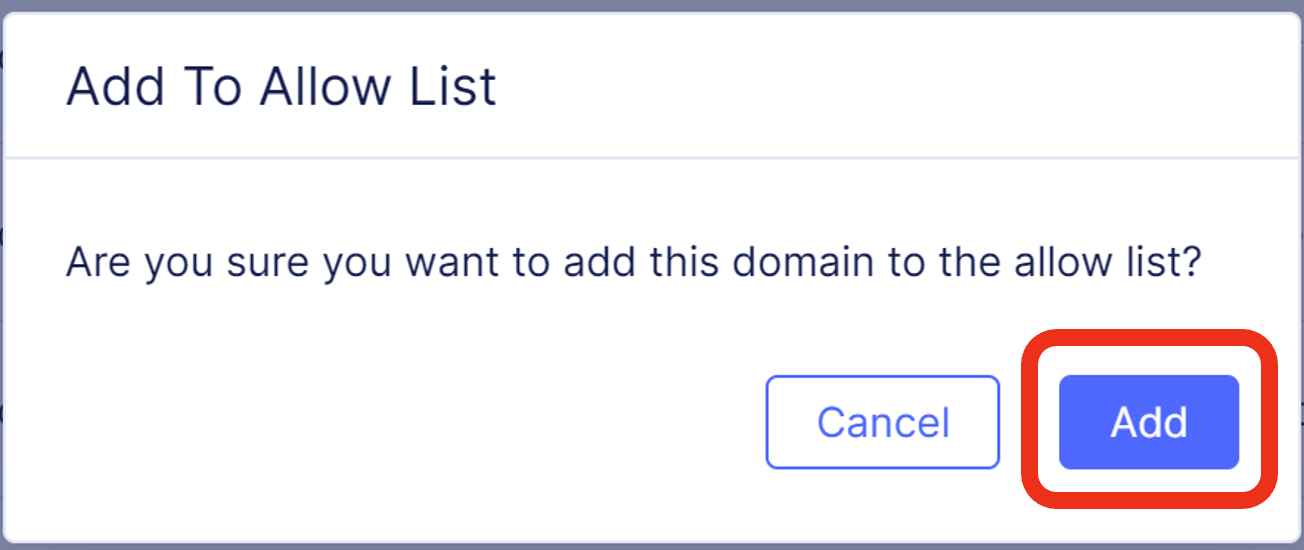 Add To Allow List
Are you sure you want to add this domain to the allow list?
Cancel Add